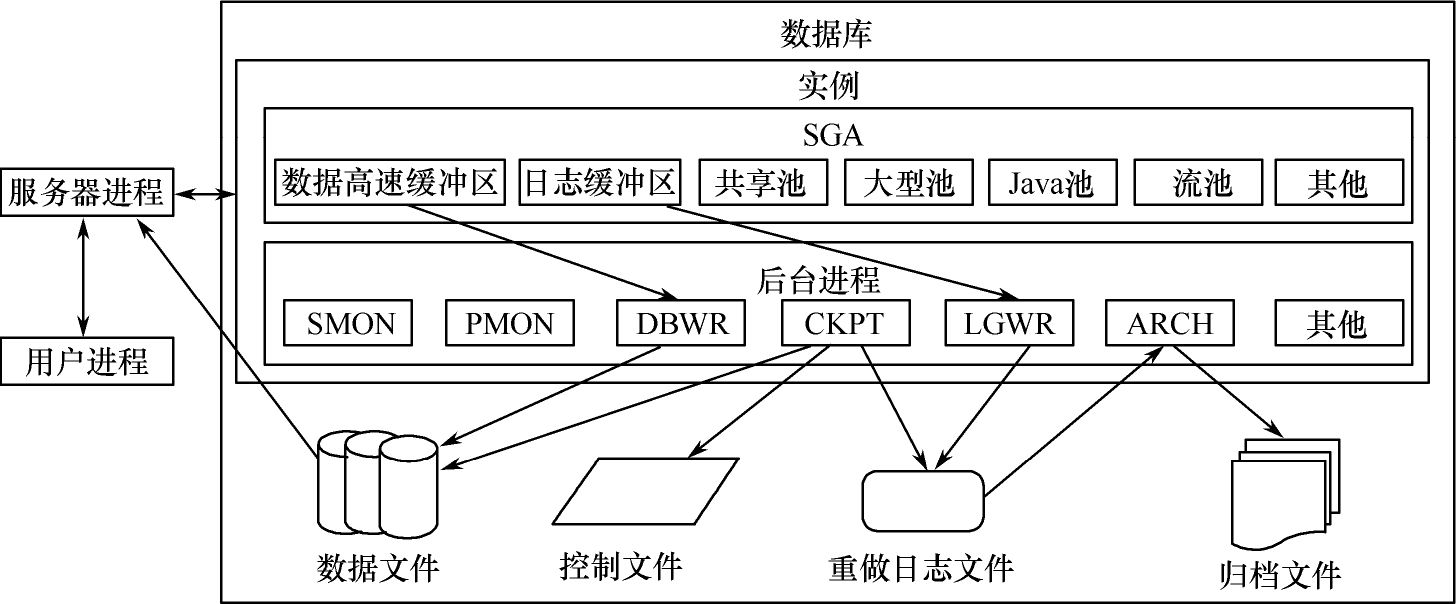 数据库
实例
SGA
数据高速缓冲区 日志缓冲区 共享池 大型池 Java池 流池 其他
服务器进程
后台进程
SMON PMON DBWR CKPT LGWR ARCH 其他
用户进程
数据文件 控制文件 重做日志文件 归档文件